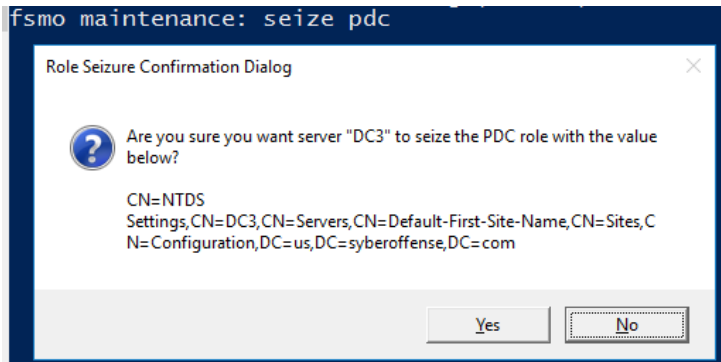 fsmo maintenance: seize pdc
Role Seizure Confirmation Dialog
Are you sure you want server "DC3" to seize the PDC role with the value
below?
CN=NTDS
Settings,CN=DC3,CN=Servers,CN=Default-First-Site-Name,CN=Sites,C
N=Configuration,DC=us,DC=syberoffense,DC=com
Yes
No